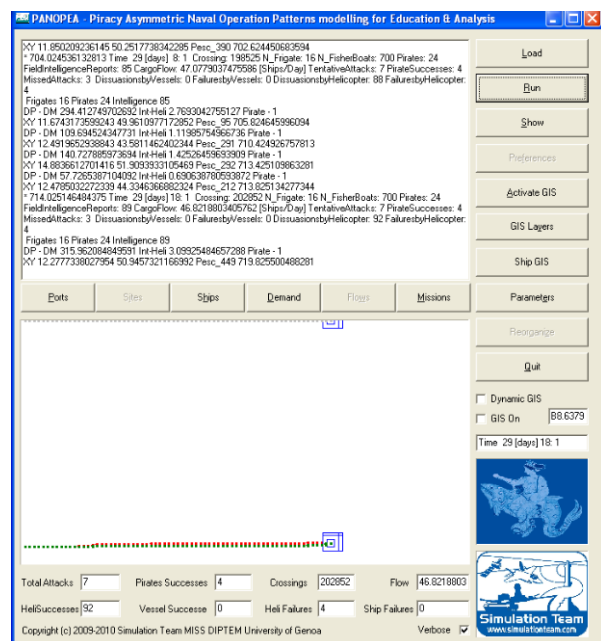 PANOPEA - Piracy Asymmetric Naval Operation Patterns modelling for Education & Analysis
XY 11.850209236145 50.2517738342285 Pesc_390 702.624450683594
* 704.024536132813 Time 29 [days] 8: 1 Crossing: 198525 N_Frigate: 16 N_FisherBoats: 700 Pirates: 24
FieldIntelligenceReports: 85 CargoFlow: 47.0779037475586 [Ships/Day] TentativeAttacks: 7 PirateSuccesses: 4
MissedAttacks: 3 DissuasionsbyVessels: 0 FailuresbyVessels: 0 DissuasionsbyHelicopter: 88 FailuresbyHelicopter:
4
Frigates 16 Pirates 24 Intelligence 85
DP - DM 294.412749702692 Int-Heli 2.7693042755127 Pirate - 1
XY 11.6743173599243 49.9610977172852 Pesc_95 705.824645996094
DP - DM 109.694524347731 Int-Heli 1.11985754966736 Pirate - 1
XY 12.4919652938843 43.5811462402344 Pesc_291 710.424926757813
DP - DM 140.727885973694 Int-Heli 1.42526459693909 Pirate - 1
XY 14.8836612701416 51.9093933105469 Pesc_292 713.425109863281
DP - DM 57.7265387104092 Int-Heli 0.690638780593872 Pirate - 1
XY 12.4785032272339 44.3346366882324 Pesc_212 713.825134277344
* 714.025146484375 Time 29 [days] 18: 1 Crossing: 202852 N_Frigate: 16 N_FisherBoats: 700 Pirates: 24
FieldIntelligenceReports: 89 CargoFlow: 46.8218803405762 [Ships/Day] TentativeAttacks: 7 PirateSuccesses: 4
MissedAttacks: 3 DissuasionsbyVessels: 0 FailuresbyVessels: 0 DissuasionsbyHelicopter: 92 FailuresbyHelicopter:
4
Frigates 16 Pirates 24 Intelligence 89
DP - DM 315.962084849591 Int-Heli 3.09925484657288 Pirate - 1
XY 12.2777338027954 50.9457321166992 Pesc_449 719.825500488281
Load
Run
Show
Preferences
Activate GIS
GIS Layers
Ship GIS
Ports Sites Ships Demand Flows Missions
Parameters
Reorganize
Quit
Dynamic GIS
GIS On B8.6379
Time 29 [days] 18: 1
Total Attacks 7 Pirates Successes 4 Crossings 202852 Flow 46.8218803
HeliSuccesses 92 Vessel Successe 0 Heli Failures 4 Ship Failures 0
Copyright (c) 2009-2010 Simulation Team MISS DIPTEM University of Genoa Verbose
Simulation Team
www.simulationteam.com